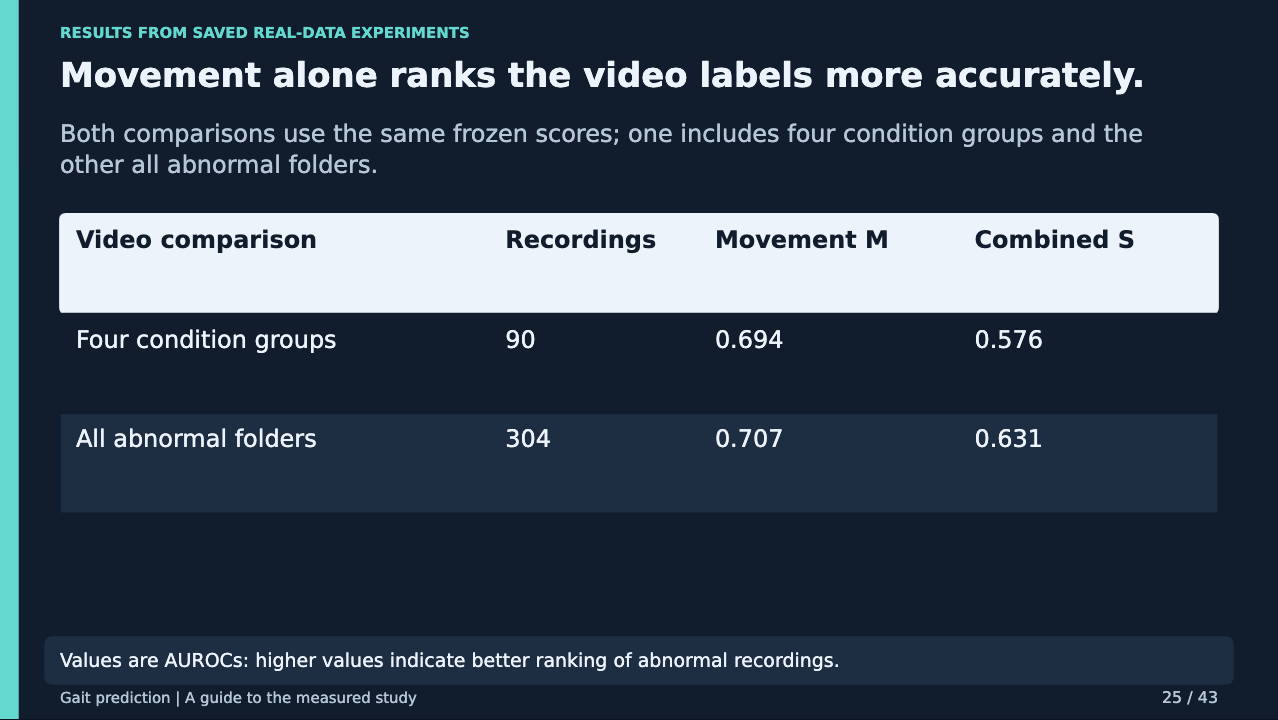 RESULTS FROM SAVED REAL-DATA EXPERIMENTS
Movement alone ranks the video labels more accurately.
Both comparisons use the same frozen scores; one includes four condition groups and the
other all abnormal folders.
Video comparison Recordings Movement M Combined S
Four condition groups 90 0.694 0.576
All abnormal folders 304 0.707 0.631
Values are AUROCs: higher values indicate better ranking of abnormal recordings.
Gait prediction | A guide to the measured study 25 / 43